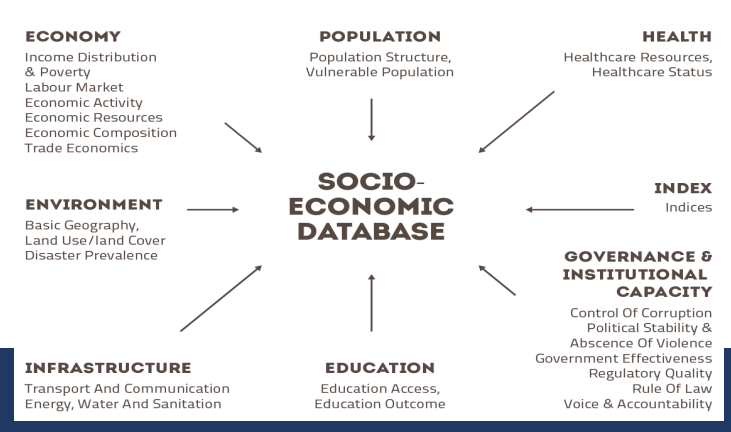 ECONOMY
Income Distribution
& Poverty
Labour Market
Economic Activity
Economic Resources
Economic Composition
Trade Economics
POPULATION
Population Structure,
Vulnerable Population
HEALTH
Healthcare Resources,
Healthcare Status
SOCIO-
ECONOMIC
DATABASE
ENVIRONMENT
Basic Geography,
Land Use/land Cover
Disaster Prevalence
INDEX
Indices
GOVERNANCE &
INSTITUTIONAL
CAPACITY
Control Of Corruption
Political Stability &
Abscence Of Violence
Government Effectiveness
Regulatory Quality
Rule Of Law
Voice & Accountability
INFRASTRUCTURE
Transport And Communication
Energy, Water And Sanitation
EDUCATION
Education Access,
Education Outcome